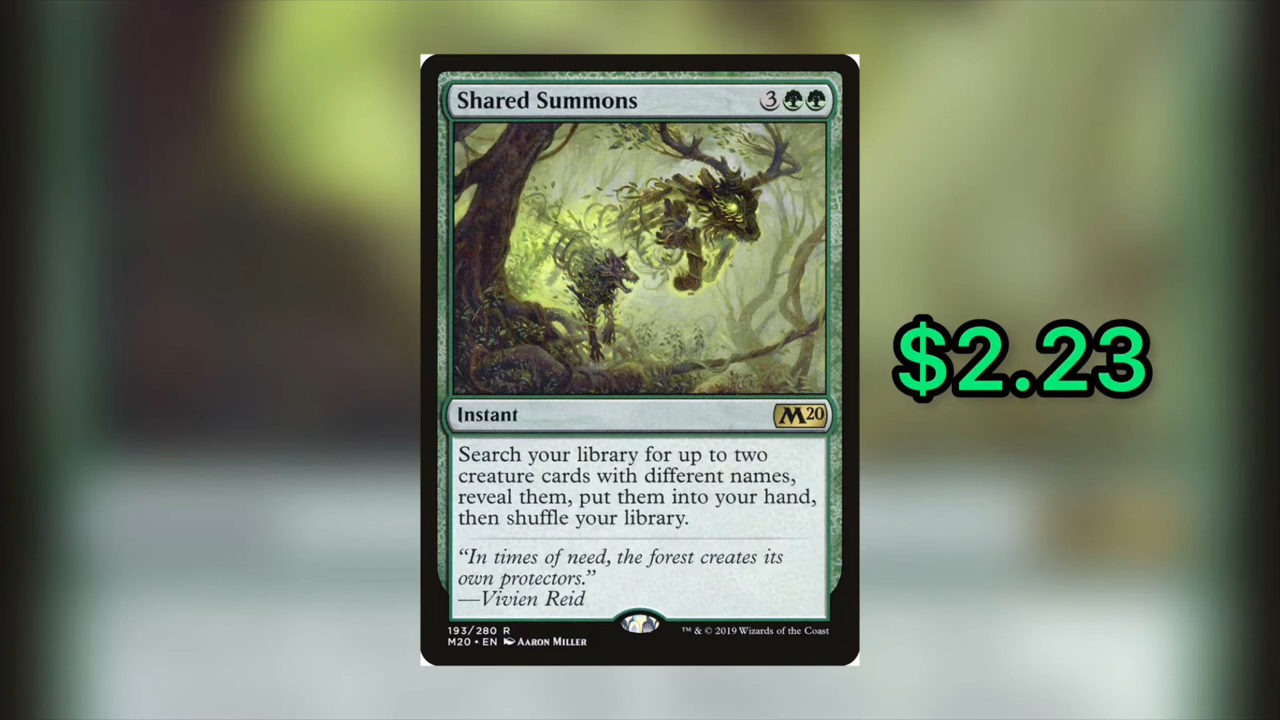 Shared Summons 3
$2.23
Instant M20
Search your library for up to two
creature cards with different names,
reveal them, put them into your hand,
then shuffle your library.
“In times of need, the forest creates its
own protectors.”
—Vivien Reid
193/280 R
M20 • EN AARON MILLER
™ & © 2019 Wizards of the Coast